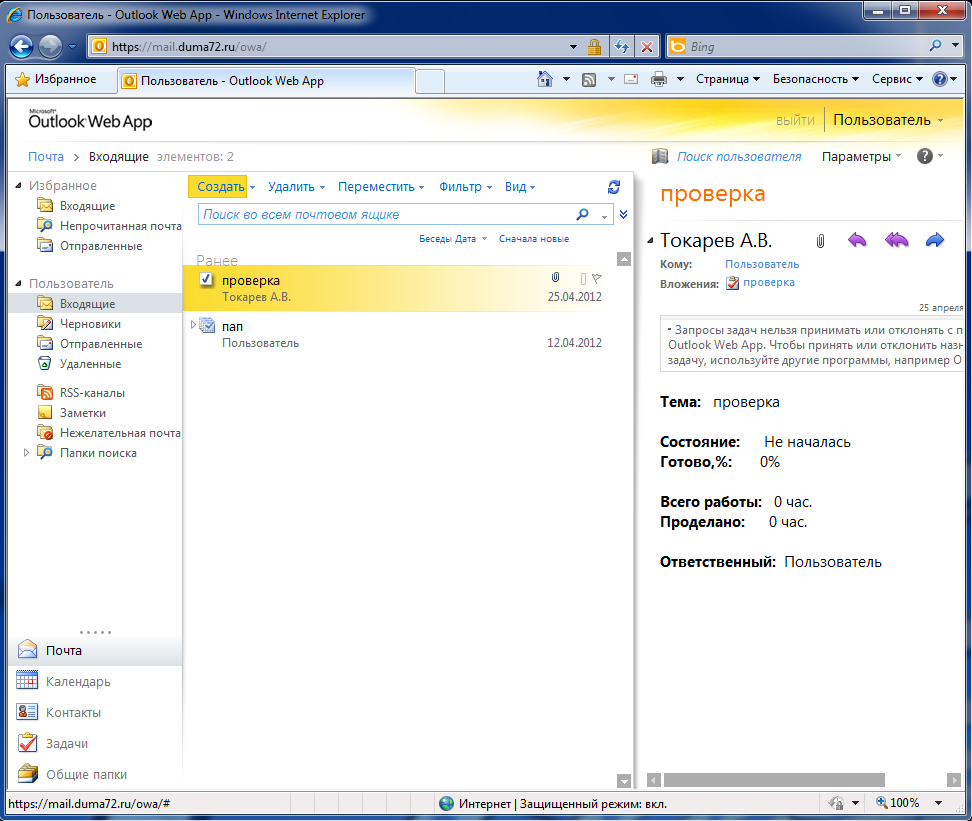 Пользователь - Outlook Web App - Windows Internet Explorer
https://mail.duma72.ru/owa/
Bing
Избранное
Пользователь - Outlook Web App
Страница
Безопасность
Сервис
Microsoft®
Outlook Web App
выйти
Пользователь
Почта > Входящие элементов: 2
Поиск пользователя
Параметры
Избранное
Входящие
Непрочитанная почта
Отправленные
Пользователь
Входящие
Черновики
Отправленные
Удаленные
RSS-каналы
Заметки
Нежелательная почта
Папки поиска
Почта
Календарь
Контакты
Задачи
Общие папки
Создать Удалить Переместить Фильтр Вид
Поиск во всем почтовом ящике
Беседы Дата Сначала новые
Ранее
проверка
Токарев А.В. 25.04.2012
пап
Пользователь 12.04.2012
проверка
Токарев А.В.
Кому: Пользователь
Вложения: проверка
25 апреля
• Запросы задач нельзя принимать или отклонять с п
Outlook Web App. Чтобы принять или отклонить назн
задачу, используйте другие программы, например O
Тема: проверка
Состояние: Не началась
Готово,%: 0%
Всего работы: 0 час.
Проделано: 0 час.
Ответственный: Пользователь
https://mail.duma72.ru/owa/#
Интернет | Защищенный режим: вкл.
100%